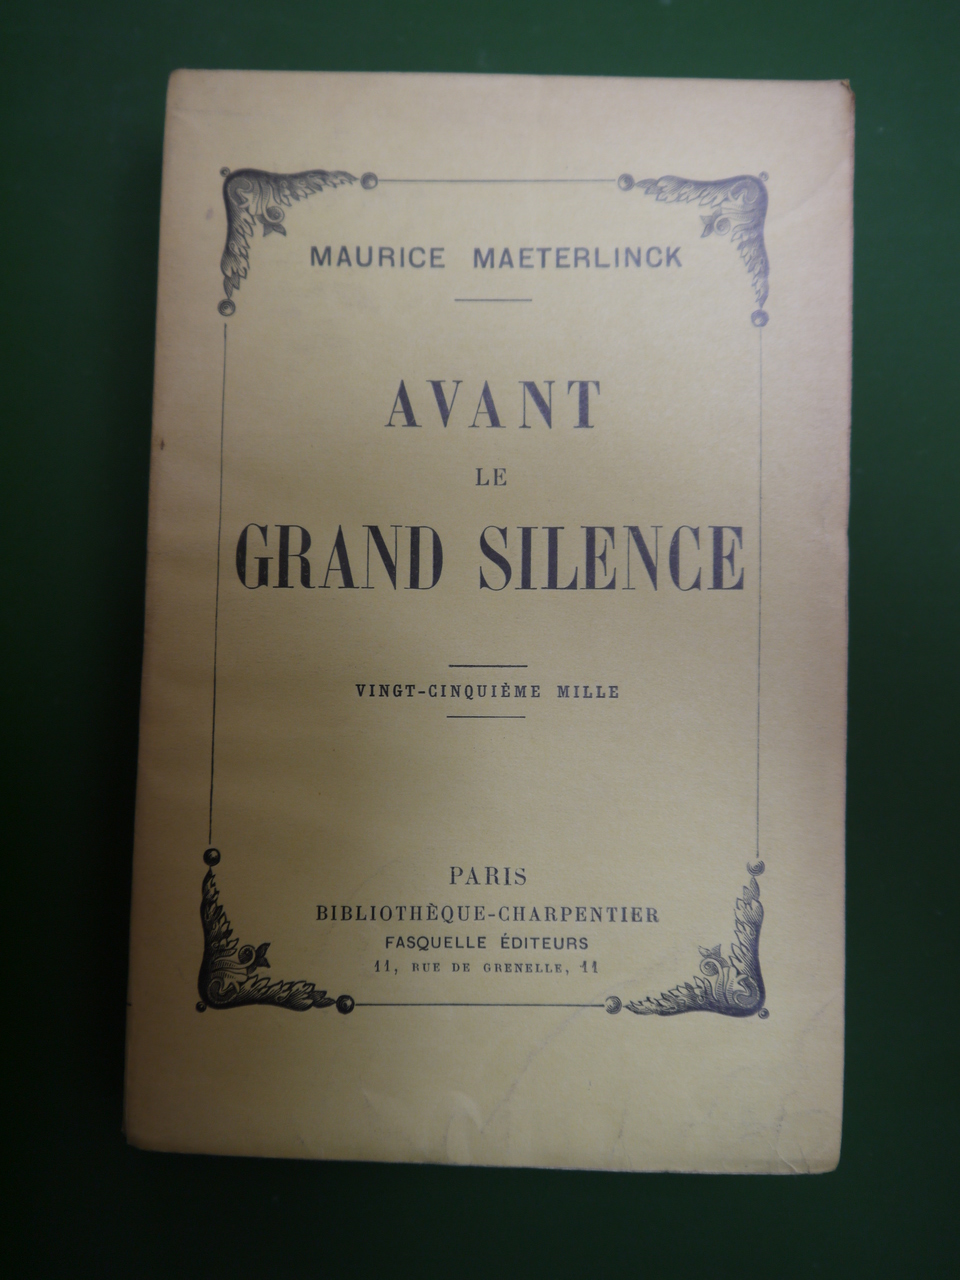 MAURICE MAETERLINCK
AVANT
LE
GRAND SILENCE
VINGT-CINQUIÈME MILLE
PARIS
BIBLIOTHÈQUE-CHARPENTIER
FASQUELLE ÉDITEURS
11, RUE DE GRENELLE, 11